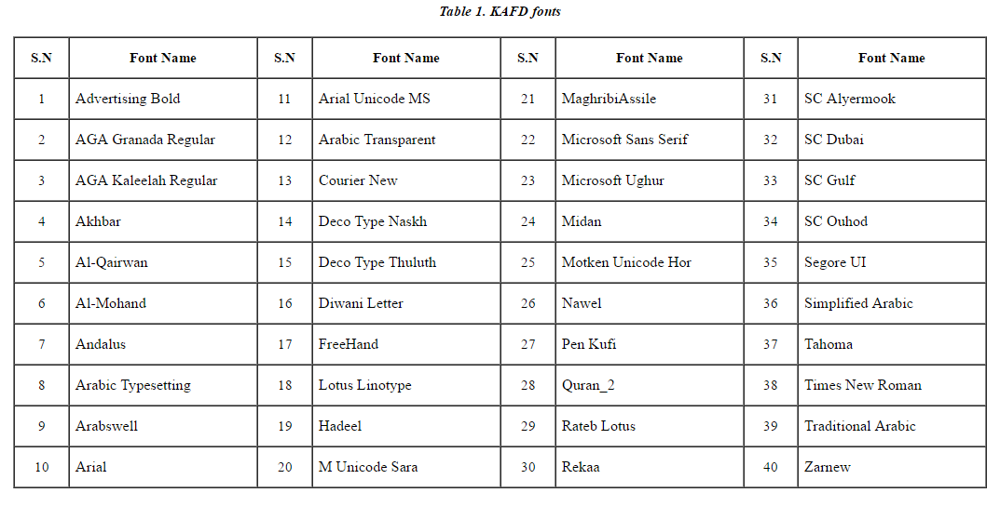 Table 1. KAFD fonts
S.N Font Name S.N Font Name S.N Font Name S.N Font Name
1 Advertising Bold 11 Arial Unicode MS 21 MaghribiAssile 31 SC Alyermook
2 AGA Granada Regular 12 Arabic Transparent 22 Microsoft Sans Serif 32 SC Dubai
3 AGA Kaleelah Regular 13 Courier New 23 Microsoft Ughur 33 SC Gulf
4 Akhbar 14 Deco Type Naskh 24 Midan 34 SC Ouhod
5 Al-Qairwan 15 Deco Type Thuluth 25 Motken Unicode Hor 35 Segore UI
6 Al-Mohand 16 Diwani Letter 26 Nawel 36 Simplified Arabic
7 Andalus 17 FreeHand 27 Pen Kufi 37 Tahoma
8 Arabic Typesetting 18 Lotus Linotype 28 Quran_2 38 Times New Roman
9 Arabswell 19 Hadeel 29 Rateb Lotus 39 Traditional Arabic
10 Arial 20 M Unicode Sara 30 Rekaa 40 Zarnew